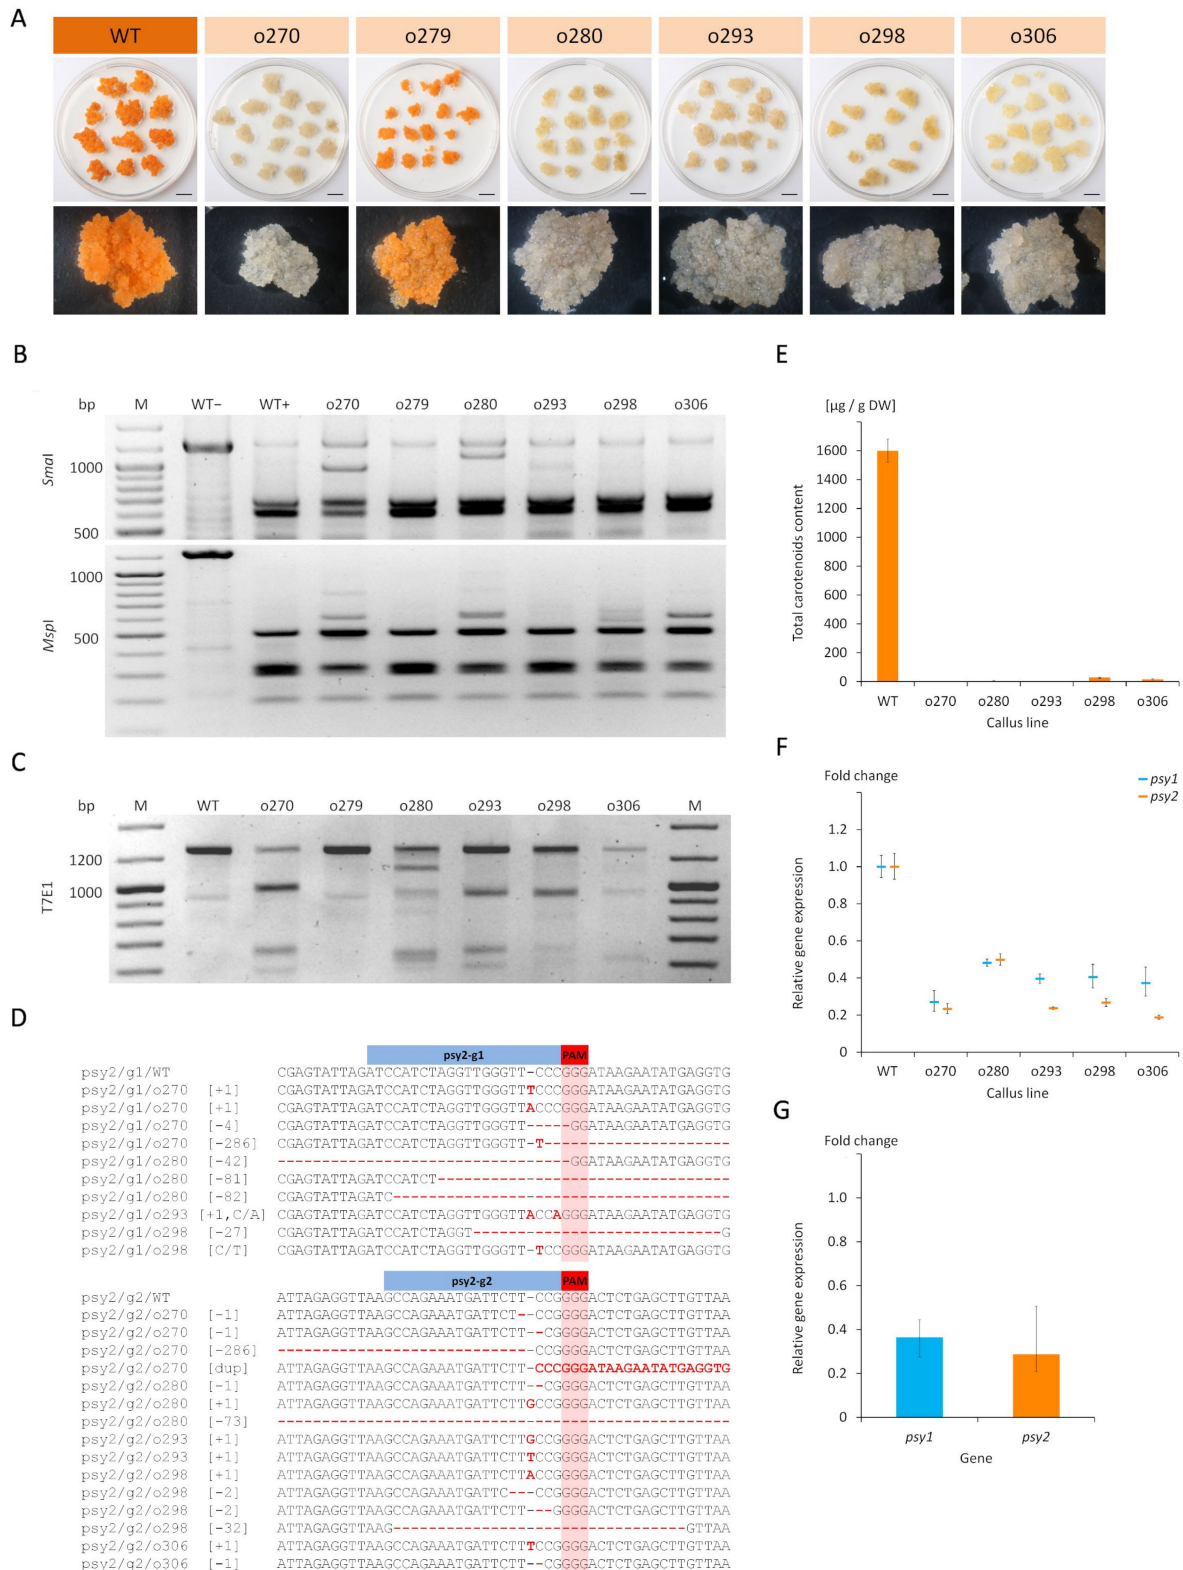 A
WT o270 o279 o280 o293 o298 o306
B
bp M WT− WT+ o270 o279 o280 o293 o298 o306
SmaI
1000
500
MspI
1000
500
C
bp M WT o270 o279 o280 o293 o298 o306 M
T7E1
1200
1000
D
psy2-g1 PAM
psy2/g1/WT CGAGTATTAGATCCATCTAGGTTGGGTT-CCCGGGATAAGAATATGAGGTG
psy2/g1/o270 [+1] CGAGTATTAGATCCATCTAGGTTGGGTTTCCCGGGATAAGAATATGAGGTG
psy2/g1/o270 [+1] CGAGTATTAGATCCATCTAGGTTGGGTTACCCGGGATAAGAATATGAGGTG
psy2/g1/o270 [-4] CGAGTATTAGATCCATCTAGGTTGGGTT-----GGATAAGAATATGAGGTG
psy2/g1/o270 [-286] CGAGTATTAGATCCATCTAGGTTGGGTT-T---------------------
psy2/g1/o280 [-42] ---------------------------------GGATAAGAATATGAGGTG
psy2/g1/o280 [-81] CGAGTATTAGATCCATCT---------------------------------
psy2/g1/o280 [-82] CGAGTATTAGATC--------------------------------------
psy2/g1/o293 [+1,C/A] CGAGTATTAGATCCATCTAGGTTGGGTTACCAGGGATAAGAATATGAGGTG
psy2/g1/o298 [-27] CGAGTATTAGATCCATCTAGGT----------------------------G
psy2/g1/o298 [C/T] CGAGTATTAGATCCATCTAGGTTGGGTT-TCCGGGATAAGAATATGAGGTG
psy2-g2 PAM
psy2/g2/WT ATTAGAGGTTAAGCCAGAAATGATTCTT-CCGGGGACTCTGAGCTTGTTAA
psy2/g2/o270 [-1] ATTAGAGGTTAAGCCAGAAATGATTCT--CCGGGGACTCTGAGCTTGTTAA
psy2/g2/o270 [-1] ATTAGAGGTTAAGCCAGAAATGATTCTT--CGGGGACTCTGAGCTTGTTAA
psy2/g2/o270 [-286] ----------------------------CCGGGGACTCTGAGCTTGTTAA
psy2/g2/o270 [dup] ATTAGAGGTTAAGCCAGAAATGATTCTT-CCCGGGATAAGAATATGAGGTG
psy2/g2/o280 [-1] ATTAGAGGTTAAGCCAGAAATGATTCTT--CGGGGACTCTGAGCTTGTTAA
psy2/g2/o280 [+1] ATTAGAGGTTAAGCCAGAAATGATTCTTGCCGGGGACTCTGAGCTTGTTAA
psy2/g2/o280 [-73] ---------------------------------------------------
psy2/g2/o293 [+1] ATTAGAGGTTAAGCCAGAAATGATTCTTGCCGGGGACTCTGAGCTTGTTAA
psy2/g2/o293 [+1] ATTAGAGGTTAAGCCAGAAATGATTCTTTCCGGGGACTCTGAGCTTGTTAA
psy2/g2/o298 [+1] ATTAGAGGTTAAGCCAGAAATGATTCTTACCGGGGACTCTGAGCTTGTTAA
psy2/g2/o298 [-2] ATTAGAGGTTAAGCCAGAAATGATTC---CCGGGGACTCTGAGCTTGTTAA
psy2/g2/o298 [-2] ATTAGAGGTTAAGCCAGAAATGATTCTT---GGGGACTCTGAGCTTGTTAA
psy2/g2/o298 [-32] ATTAGAGGTTAAG---------------------------------GTTAA
psy2/g2/o306 [+1] ATTAGAGGTTAAGCCAGAAATGATTCTTTCCGGGGACTCTGAGCTTGTTAA
psy2/g2/o306 [-1] ATTAGAGGTTAAGCCAGAAATGATTCTT--CGGGGACTCTGAGCTTGTTAA
E
[µg / g DW]
Total carotenoids content
1600
1400
1200
1000
800
600
400
200
0
WT o270 o280 o293 o298 o306
Callus line
F
Fold change
psy1
psy2
Relative gene expression
1.2
1.0
0.8
0.6
0.4
0.2
0
WT o270 o280 o293 o298 o306
Callus line
G
Fold change
Relative gene expression
1.0
0.8
0.6
0.4
0.2
0
psy1 psy2
Gene